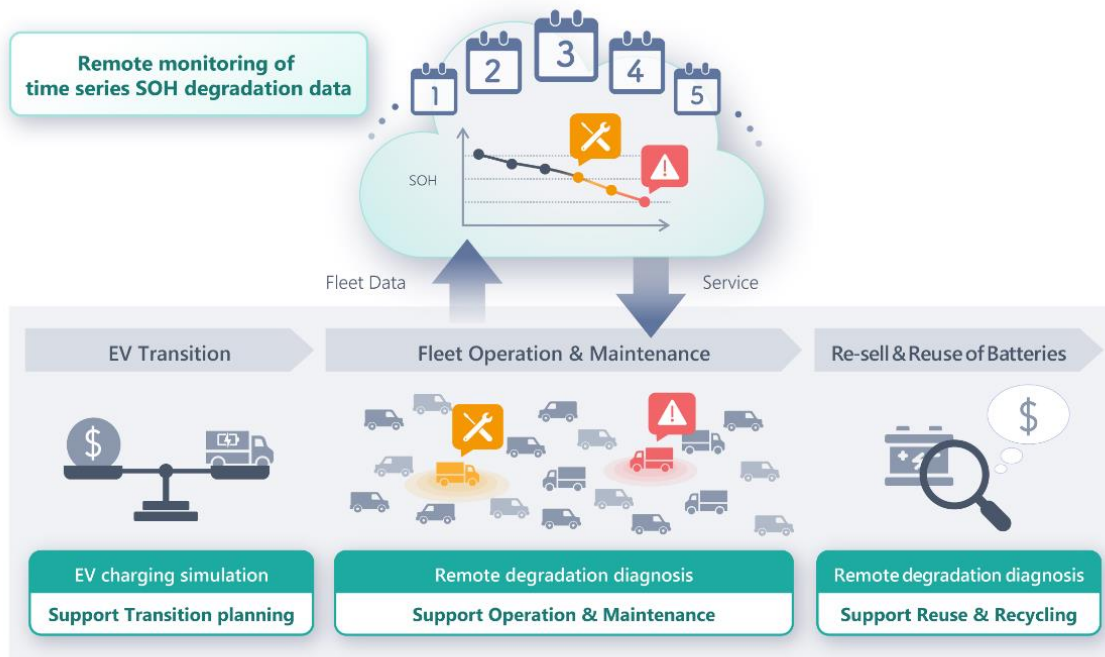 Remote monitoring of
time series SOH degradation data
1
2
3
4
5
SOH
Fleet Data
Service
EV Transition
Fleet Operation & Maintenance
Re-sell & Reuse of Batteries
$
$
EV charging simulation
Support Transition planning
Remote degradation diagnosis
Support Operation & Maintenance
Remote degradation diagnosis
Support Reuse & Recycling